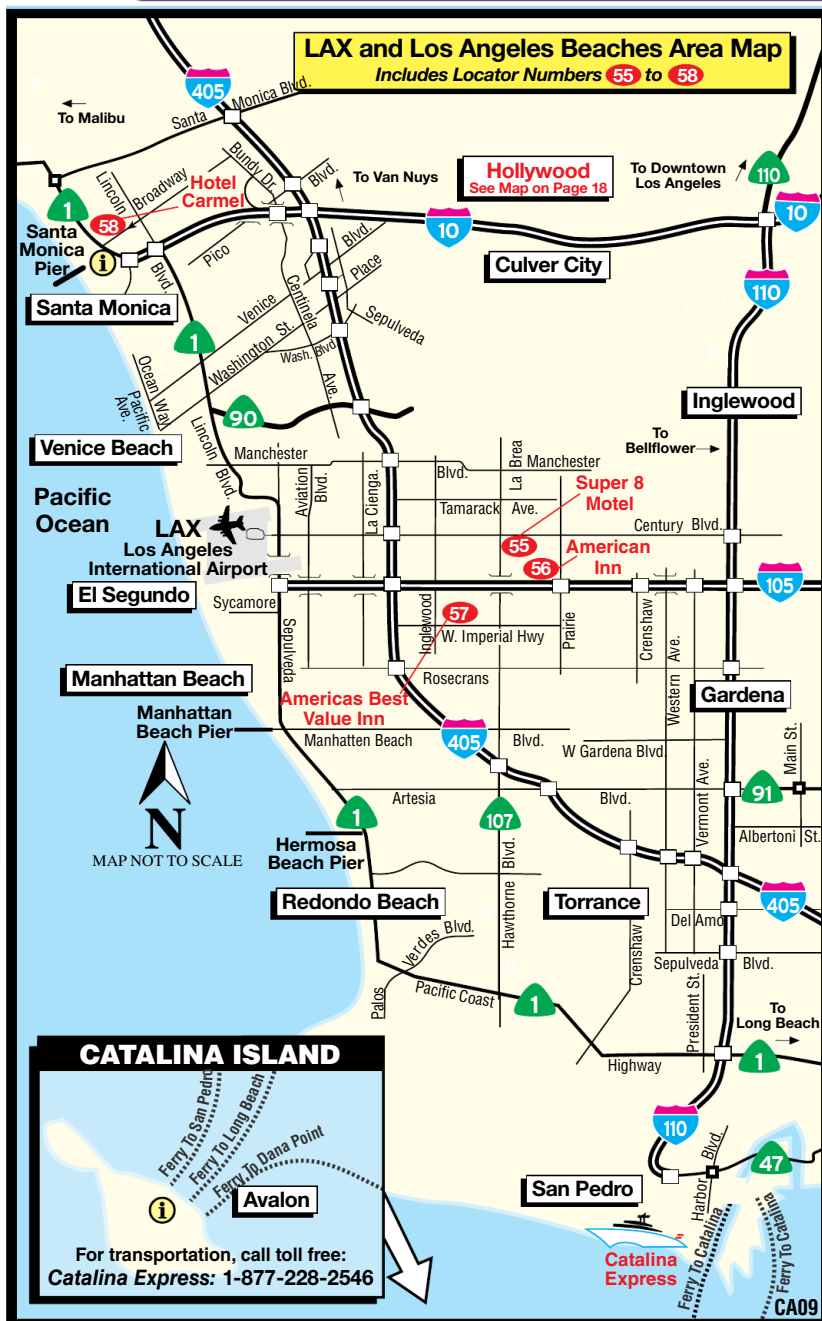 LAX and Los Angeles Beaches Area Map
Includes Locator Numbers 55 to 58
405
To Malibu
Santa Monica Blvd.
To Van Nuys
Hollywood
See Map on Page 18
To Downtown
Los Angeles
110
Lincoln Blvd.
Broadway
Bundy Dr.
Blvd.
Hotel
Carmel
1
58
Santa
Monica
Pier
i
10
10
Pico
Blvd.
Place
Culver City
110
Santa Monica
Venice
Washington St.
Centinela
Ave.
Sepulveda
Wash. Blvd
1
Ocean Way
Pacific
Ave.
90
Lincoln Blvd.
Inglewood
Venice Beach
To
Bellflower
Manchester
Blvd.
Manchester
Aviation
Blvd.
La Cienga.
Blvd.
La Brea
Super 8
Motel
Pacific
Ocean
Tamarack Ave.
LAX
Los Angeles
International Airport
Century Blvd.
55
American
Inn
56
El Segundo
105
Sycamore
Sepulveda
Inglewood
57
W. Imperial Hwy
Prairie
Crenshaw
Western Ave.
Manhattan Beach
Rosecrans
Americas Best
Value Inn
Gardena
Manhattan
Beach Pier
405
Manhatten Beach
Blvd.
W Gardena Blvd.
Main St.
N
MAP NOT TO SCALE
Artesia
Blvd.
Vermont Ave.
91
1
107
Albertoni St.
Hermosa
Beach Pier
Hawthorne Blvd.
Redondo Beach
Torrance
405
Del Amo
Crenshaw
Palos Verdes Blvd.
Sepulveda Blvd.
President St.
Pacific Coast
1
To
Long Beach
Highway
1
CATALINA ISLAND
Ferry To San Pedro
Ferry To Long Beach
Ferry To Dana Point
i
Avalon
For transportation, call toll free:
Catalina Express: 1-877-228-2546
110
Harbor Blvd.
47
San Pedro
Catalina
Express
Ferry To Catalina
Ferry To Catalina
CA09